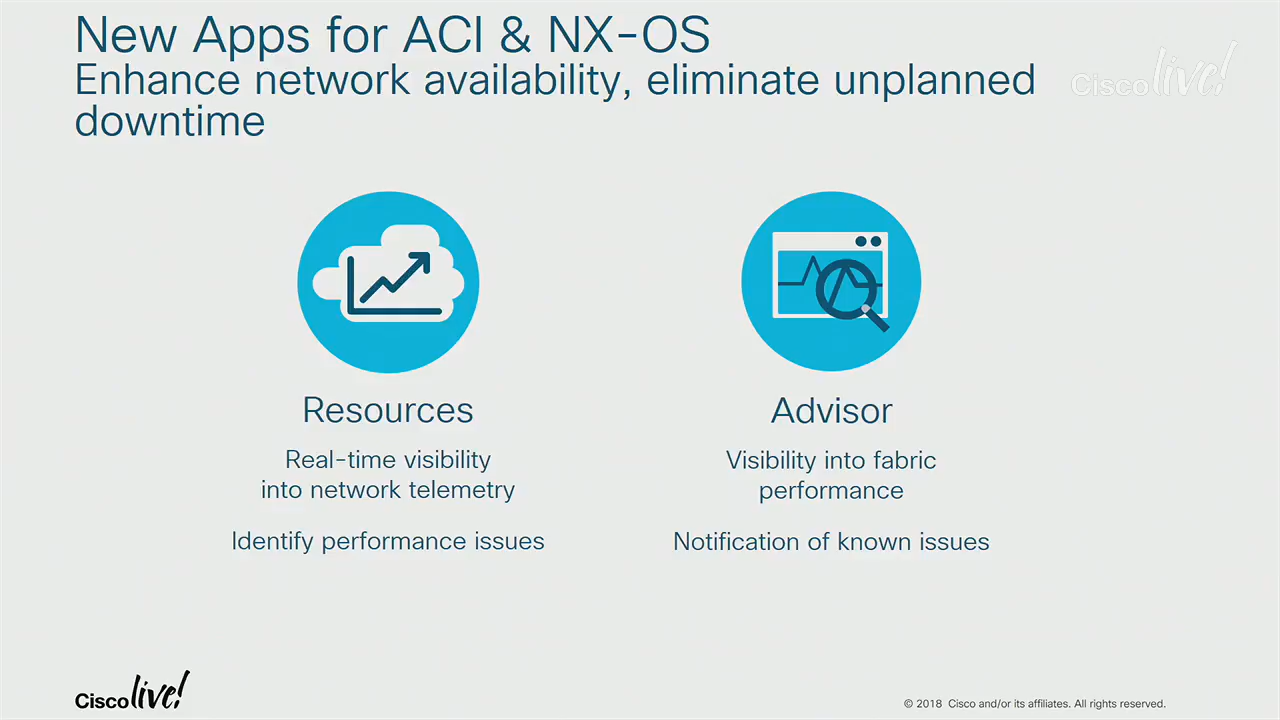 New Apps for ACI & NX-OS
Enhance network availability, eliminate unplanned
downtime
Cisco live!
Resources
Real-time visibility
into network telemetry
Identify performance issues
Advisor
Visibility into fabric
performance
Notification of known issues
Cisco live!
© 2018 Cisco and/or its affiliates. All rights reserved.